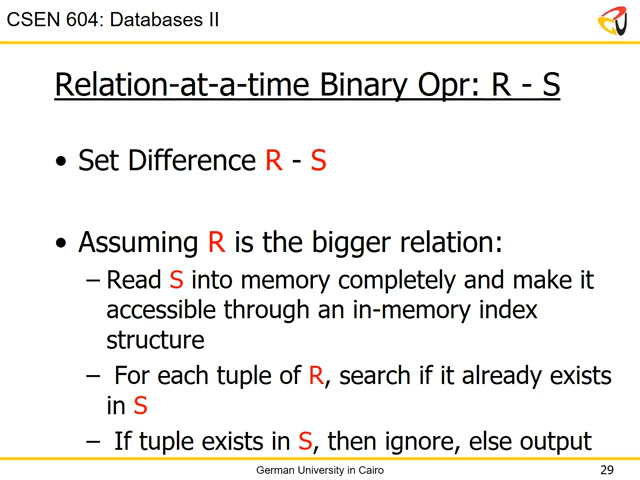 CSEN 604: Databases II
Relation-at-a-time Binary Opr: R - S
• Set Difference R - S
• Assuming R is the bigger relation:
– Read S into memory completely and make it
accessible through an in-memory index
structure
– For each tuple of R, search if it already exists
in S
– If tuple exists in S, then ignore, else output
German University in Cairo
29